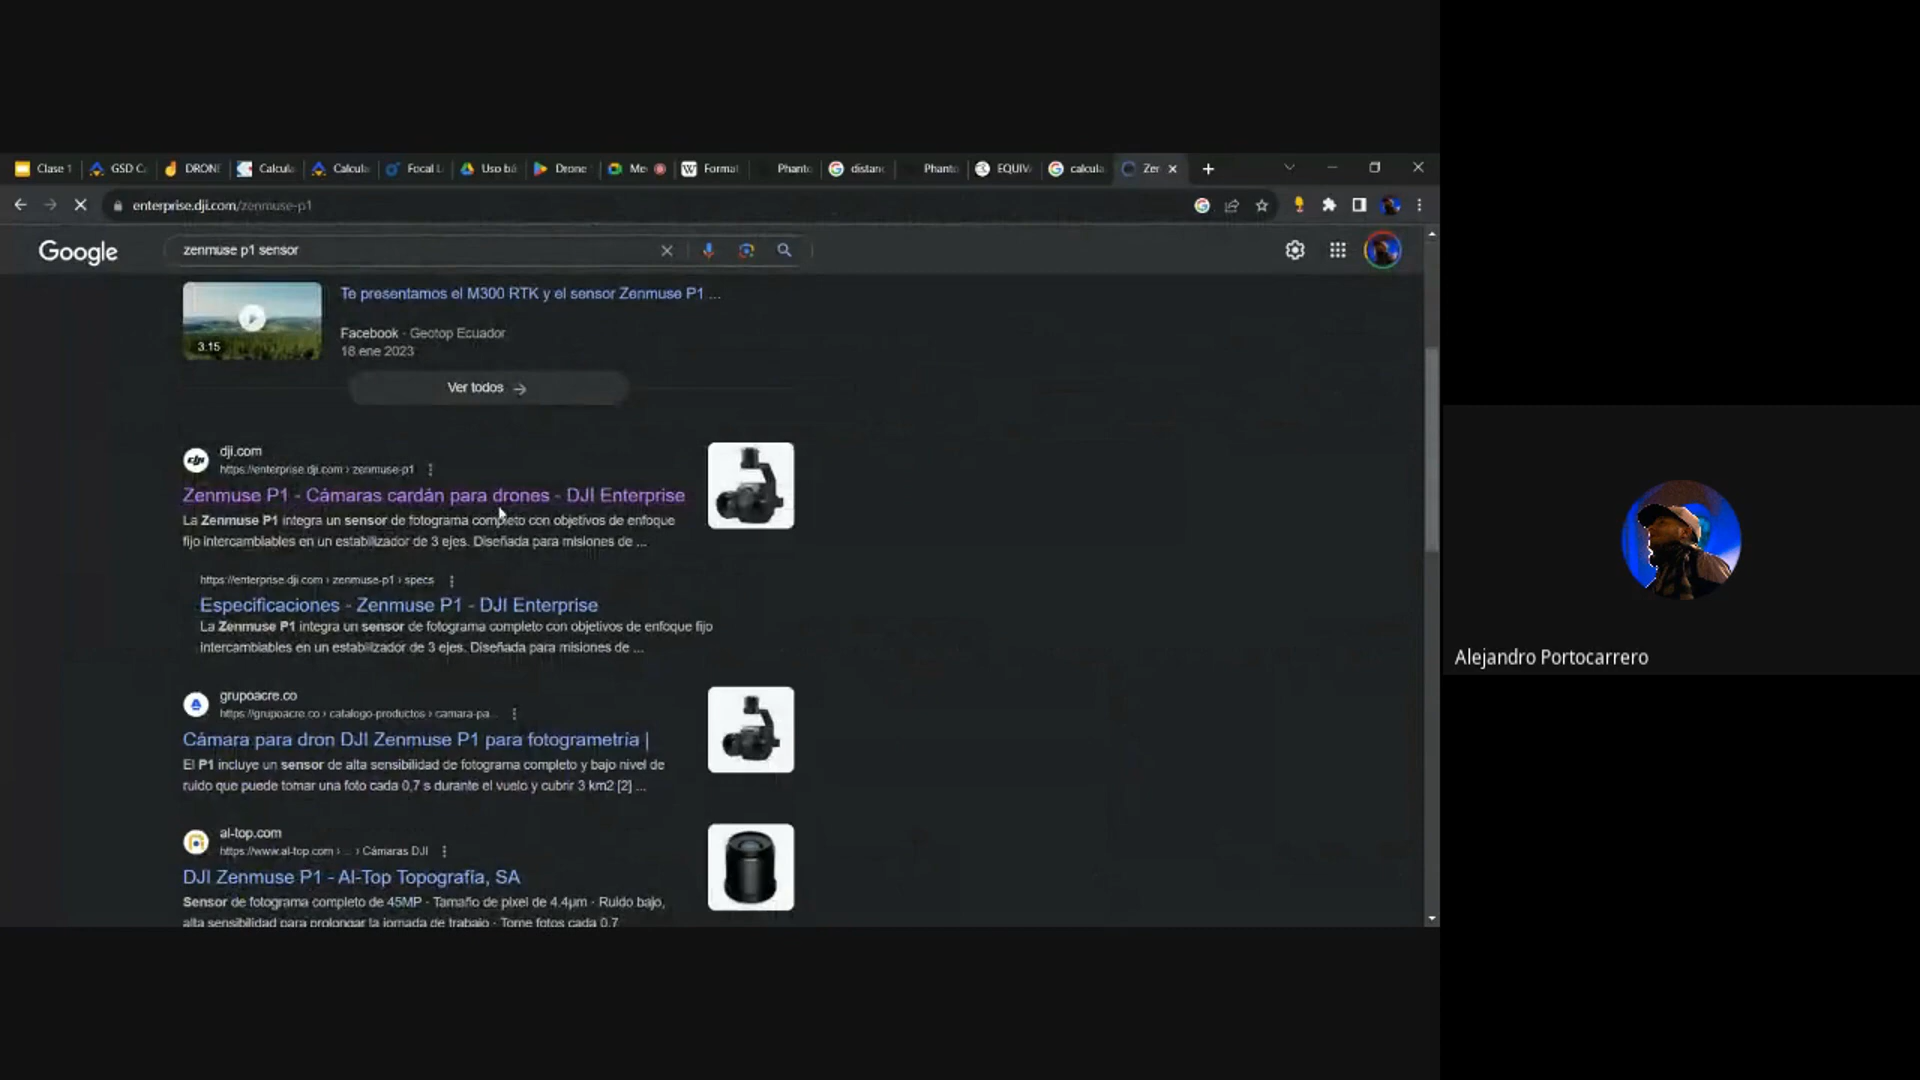 Clase 1
GSD C
DRONE
Calcula
Calcula
Focal L
Uso bá
Drone
Me
Format
Phanto
distanc
Phanto
EQUIV
calcula
Zer
enterprise.dji.com/zenmuse-p1
Google
zenmuse p1 sensor
Te presentamos el M300 RTK y el sensor Zenmuse P1 ...
3:15
Facebook · Geotop Ecuador
18 ene 2023
Ver todos
dji.com
https://enterprise.dji.com › zenmuse-p1
Zenmuse P1 - Cámaras cardán para drones - DJI Enterprise
La Zenmuse P1 integra un sensor de fotograma completo con objetivos de enfoque
fijo intercambiables en un estabilizador de 3 ejes. Diseñada para misiones de ...
https://enterprise.dji.com › zenmuse-p1 › specs
Especificaciones - Zenmuse P1 - DJI Enterprise
La Zenmuse P1 integra un sensor de fotograma completo con objetivos de enfoque fijo
intercambiables en un estabilizador de 3 ejes. Diseñada para misiones de ...
grupoacre.co
https://grupoacre.co › catalogo-productos › camara-pa...
Cámara para dron DJI Zenmuse P1 para fotogrametría |
El P1 incluye un sensor de alta sensibilidad de fotograma completo y bajo nivel de
ruido que puede tomar una foto cada 0,7 s durante el vuelo y cubrir 3 km2 [2] ...
al-top.com
https://www.al-top.com › ... › Cámaras DJI
DJI Zenmuse P1 - Al-Top Topografía, SA
Sensor de fotograma completo de 45MP · Tamaño de pixel de 4.4μm · Ruido bajo,
alta sensibilidad para prolongar la jornada de trabajo · Tome fotos cada 0.7
Alejandro Portocarrero